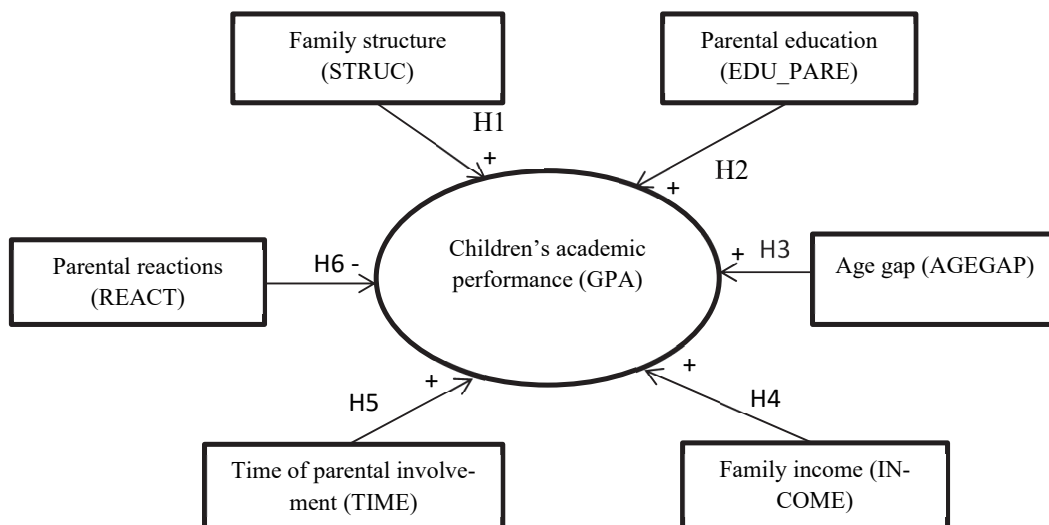 Family structure
(STRUC)
Parental education
(EDU_PARE)
H1
+
H2
+
Children’s academic
performance (GPA)
Parental reactions
(REACT)
H6 -
+ H3
Age gap (AGEGAP)
+
H5
+
H4
Time of parental involve-
ment (TIME)
Family income (IN-
COME)